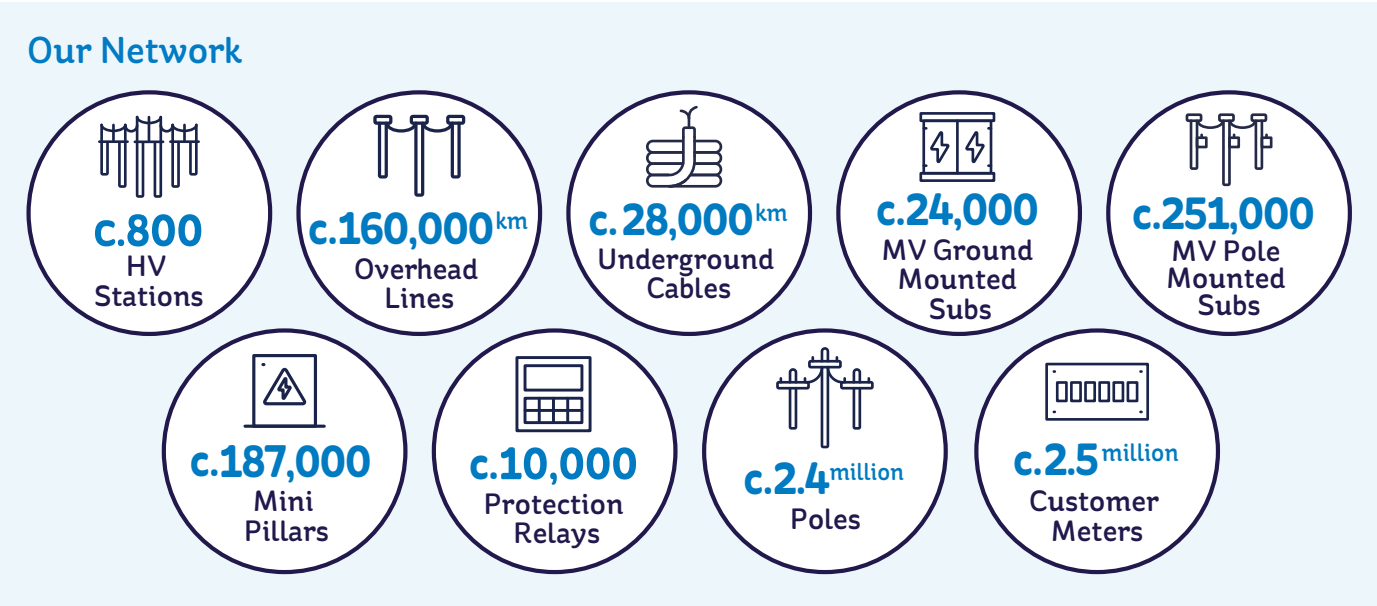 Our Network
c.800
HV
Stations
c.160,000km
Overhead
Lines
c.28,000km
Underground
Cables
c.24,000
MV Ground
Mounted
Subs
c.251,000
MV Pole
Mounted
Subs
c.187,000
Mini
Pillars
c.10,000
Protection
Relays
c.2.4million
Poles
c.2.5million
Customer
Meters